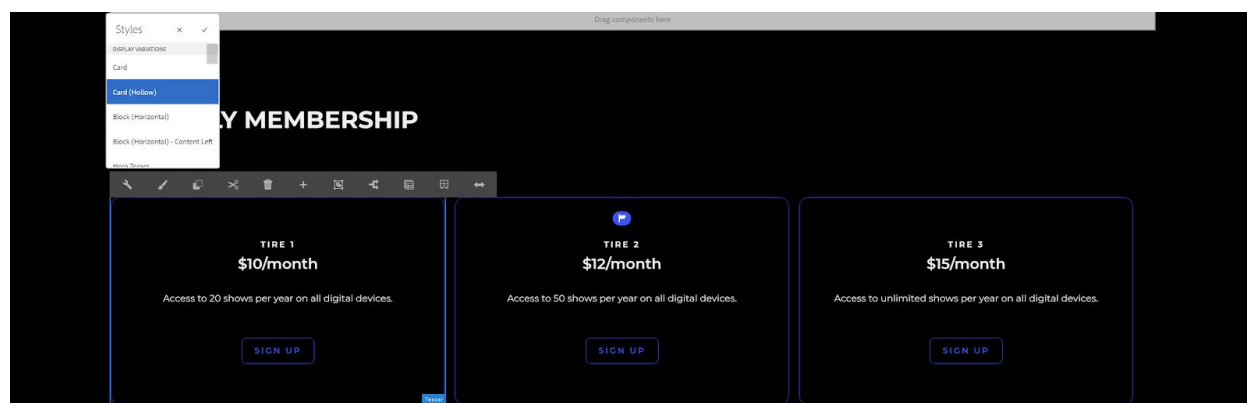 Drag components here
Styles
DISPLAY VARIATIONS
Card
Card (Hollow)
Block (Horizontal)
Block (Horizontal) - Content Left
Hero Teaser
Y MEMBERSHIP
TIRE 1
$10/month
Access to 20 shows per year on all digital devices.
SIGN UP
Teaser
TIRE 2
$12/month
Access to 50 shows per year on all digital devices.
SIGN UP
TIRE 3
$15/month
Access to unlimited shows per year on all digital devices.
SIGN UP